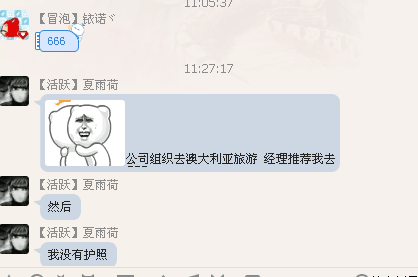 11:05:37
【冒泡】铱诺ヾ
666
11:27:17
【活跃】夏雨荷
公司组织去澳大利亚旅游 经理推荐我去
【活跃】夏雨荷
然后
【活跃】夏雨荷
我没有护照